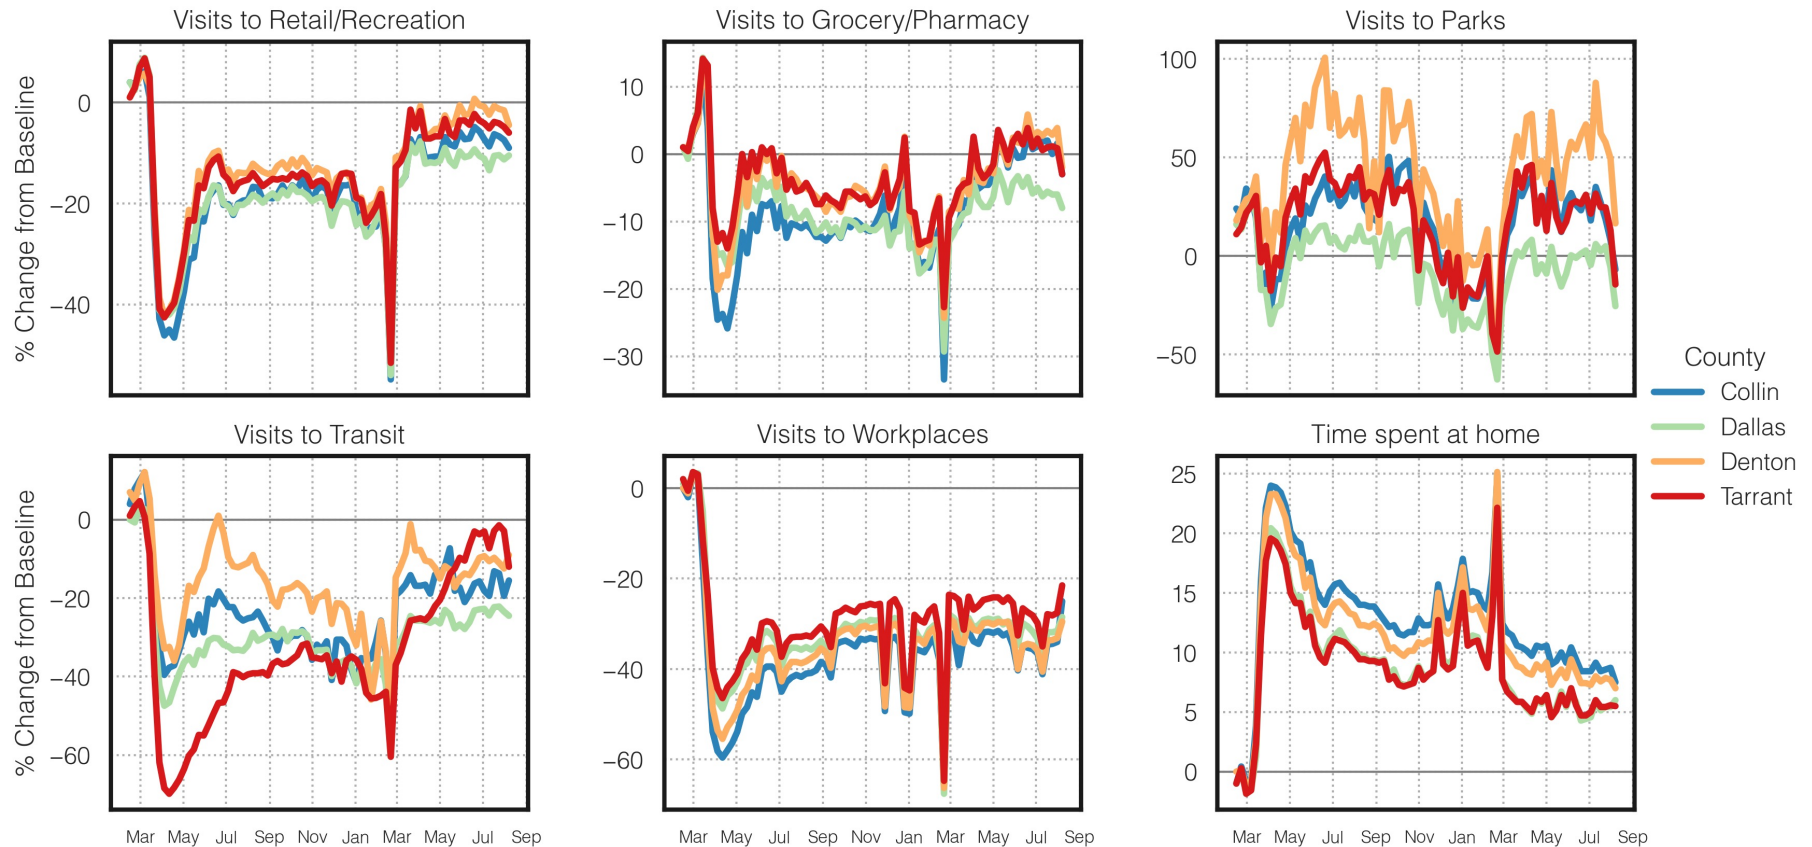 Visits to Retail/Recreation
Visits to Grocery/Pharmacy
Visits to Parks
% Change from Baseline
0
−20
−40
10
0
−10
−20
−30
100
50
0
−50
County
Collin
Dallas
Denton
Tarrant
Visits to Transit
Visits to Workplaces
Time spent at home
% Change from Baseline
0
−20
−40
−60
0
−20
−40
−60
25
20
15
10
5
0
Mar May Jul Sep Nov Jan Mar May Jul Sep
Mar May Jul Sep Nov Jan Mar May Jul Sep
Mar May Jul Sep Nov Jan Mar May Jul Sep